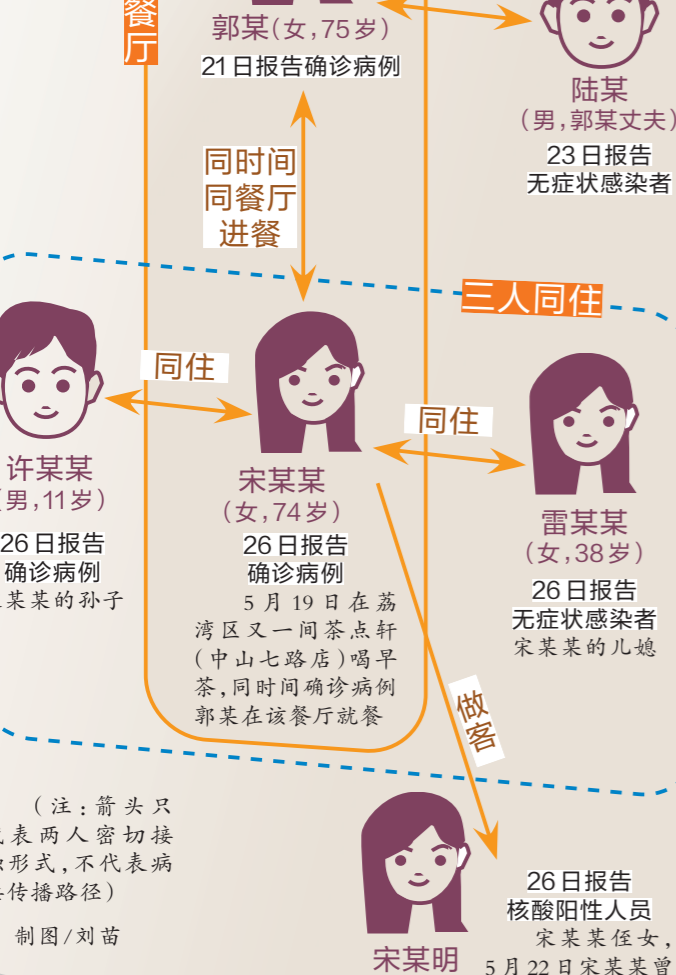 餐
厅
郭某(女,75岁)
21日报告确诊病例
陆某
(男,郭某丈夫)
23日报告
无症状感染者
同时间
同餐厅
进餐
三人同住
同住
同住
许某某
(男,11岁)
26日报告
确诊病例
某某的孙子
宋某某
(女,74岁)
26日报告
确诊病例
5月19日在荔
湾区又一间茶点轩
(中山七路店)喝早
茶,同时间确诊病例
郭某在该餐厅就餐
雷某某
(女,38岁)
26日报告
无症状感染者
宋某某的儿媳
做
客
(注:箭头只
表两人密切接
形式,不代表病
传播路径)
制图/刘苗
宋某明
26日报告
核酸阳性人员
宋某某侄女,
5月22日宋某某曾